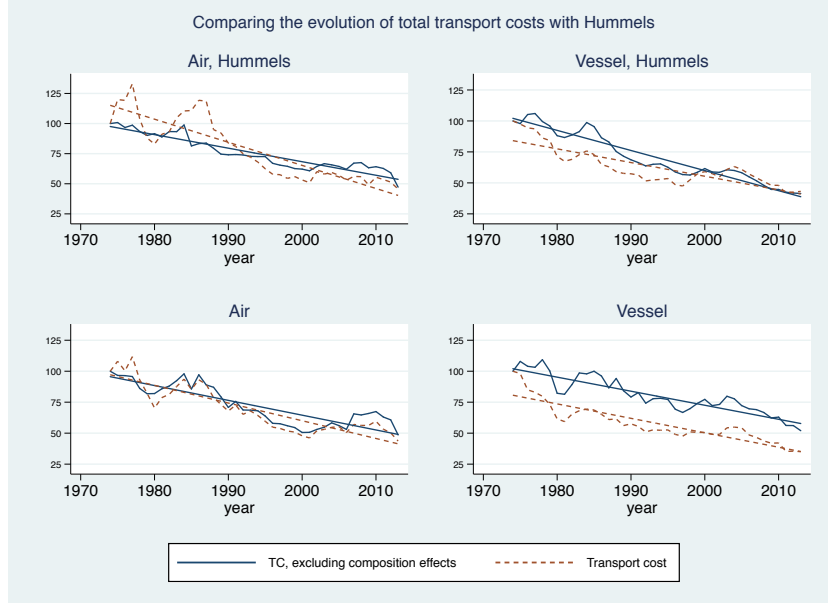 Comparing the evolution of total transport costs with Hummels
Air, Hummels
125
100
75
50
25
1970 1980 1990 2000 2010
year
Vessel, Hummels
125
100
75
50
25
1970 1980 1990 2000 2010
year
Air
125
100
75
50
25
1970 1980 1990 2000 2010
year
Vessel
125
100
75
50
25
1970 1980 1990 2000 2010
year
TC, excluding composition effects Transport cost